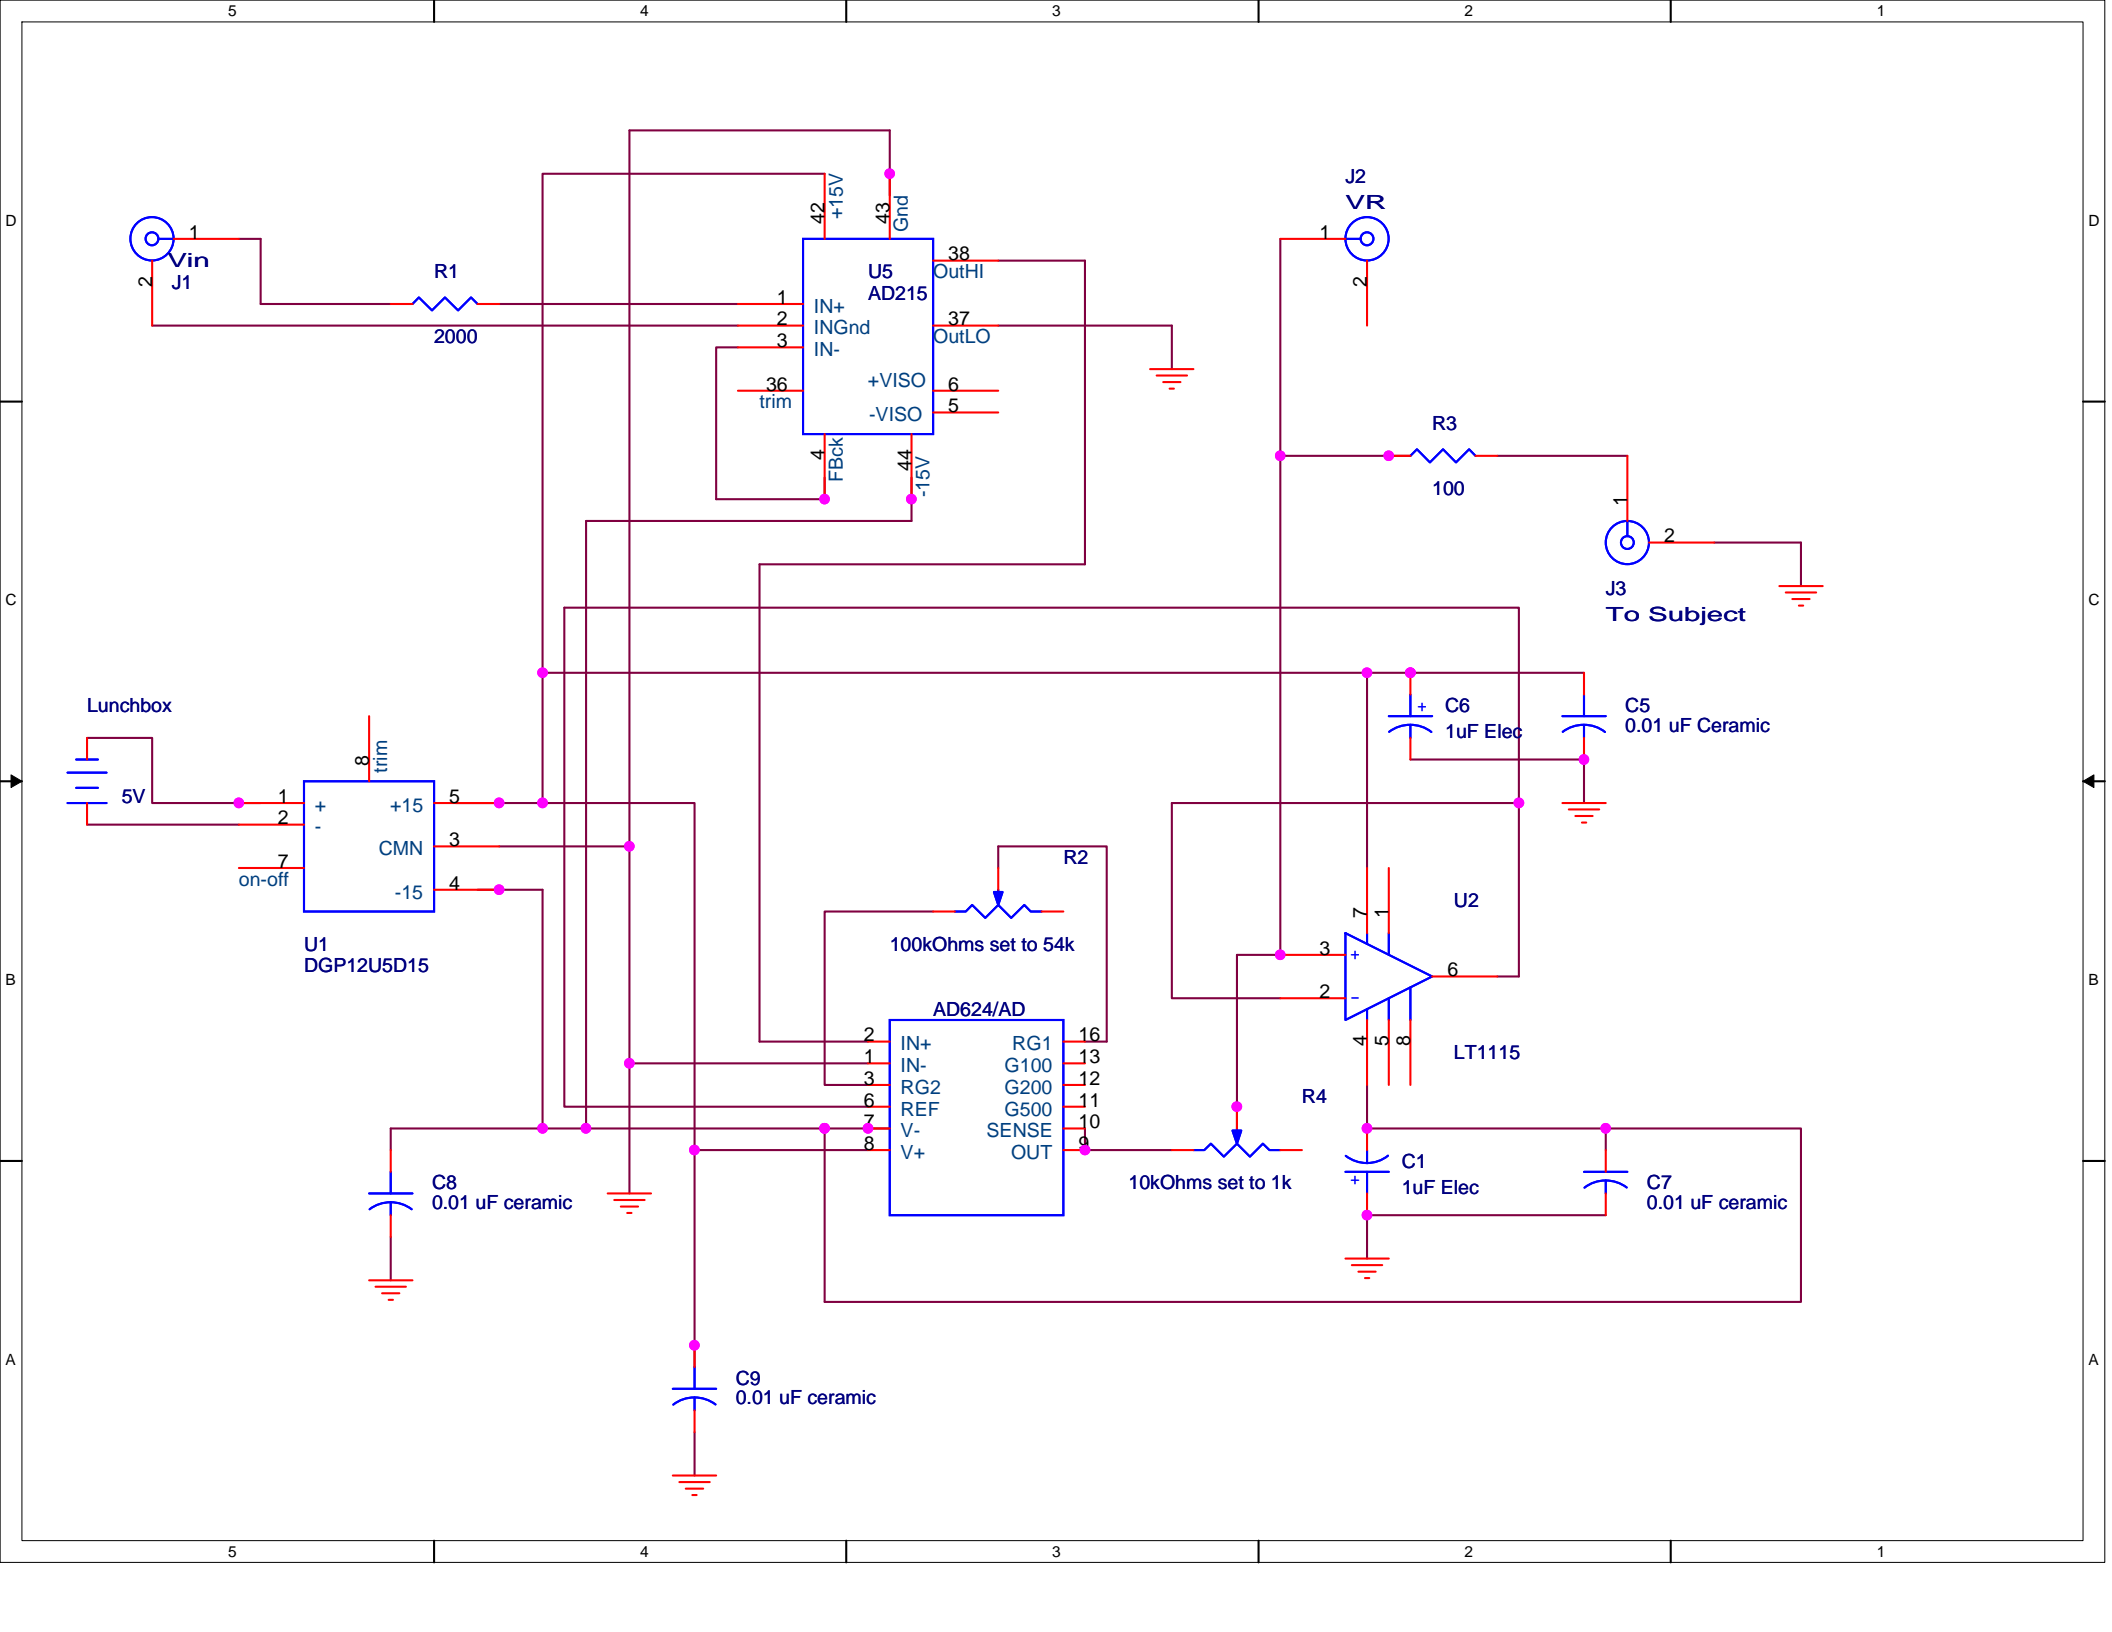 5 4 3 2 1
D D
C C
B B
A A
J2
VR
1
2
1
Vin
J1
2
R1
2000
42
+15V
43
Gnd
U5
AD215
38
OutHI
37
OutLO
1
IN+
2
INGnd
3
IN-
36
trim
+VISO
6
-VISO
5
4
FBck
44
-15V
R3
100
1
2
J3
To Subject
Lunchbox
5V
8
trim
1
+
2
-
7
on-off
+15
5
CMN
3
-15
4
U1
DGP12U5D15
+
C6
1uF Elec
C5
0.01 uF Ceramic
R2
100kOhms set to 54k
7
1
U2
3
+
2
-
6
4
5
8
LT1115
AD624/AD
2
IN+
1
IN-
3
RG2
6
REF
7
V-
8
V+
RG1
16
G100
13
G200
12
G500
11
SENSE
10
OUT
9
R4
10kOhms set to 1k
C1
1uF Elec
+
C7
0.01 uF ceramic
C8
0.01 uF ceramic
C9
0.01 uF ceramic
5 4 3 2 1